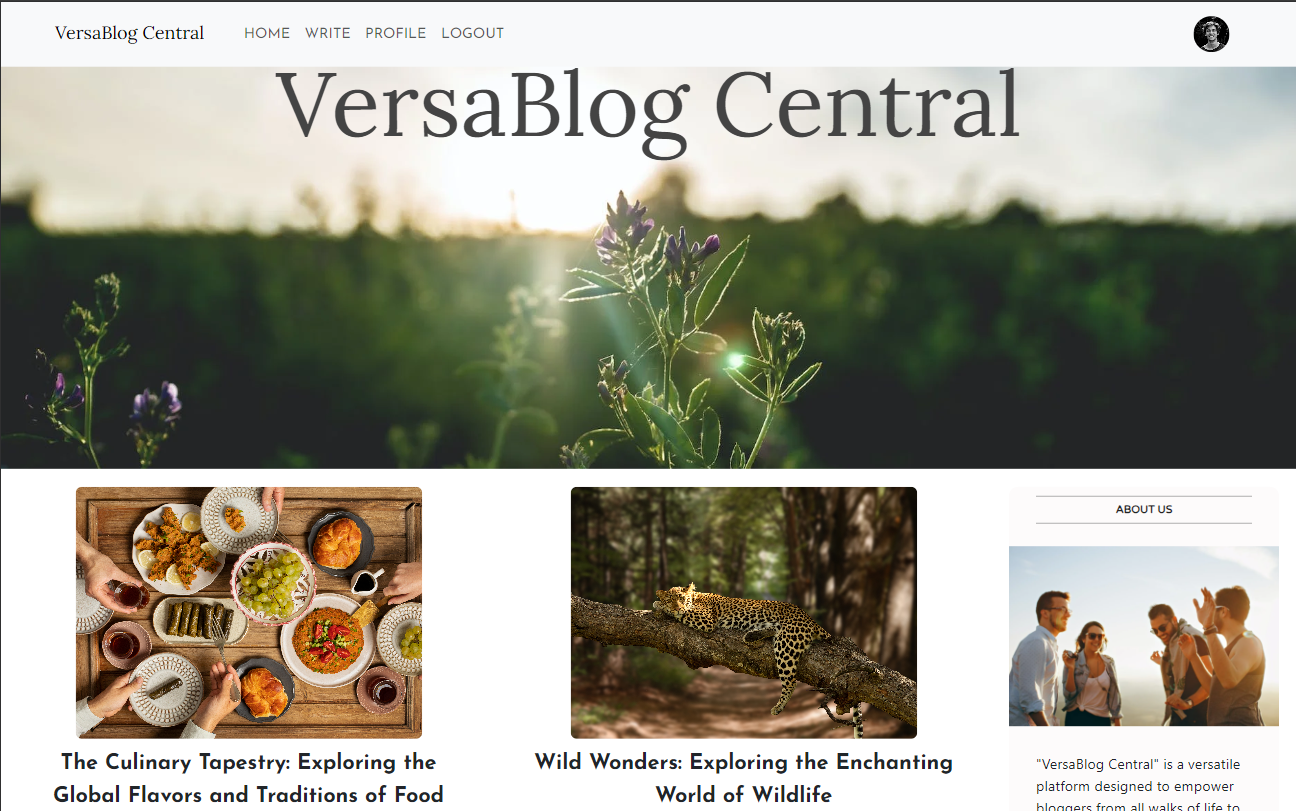 VersaBlog Central
HOME WRITE PROFILE LOGOUT
VersaBlog Central
The Culinary Tapestry: Exploring the
Global Flavors and Traditions of Food
Wild Wonders: Exploring the Enchanting
World of Wildlife
ABOUT US
"VersaBlog Central" is a versatile
platform designed to empower
bloggers from all walks of life to